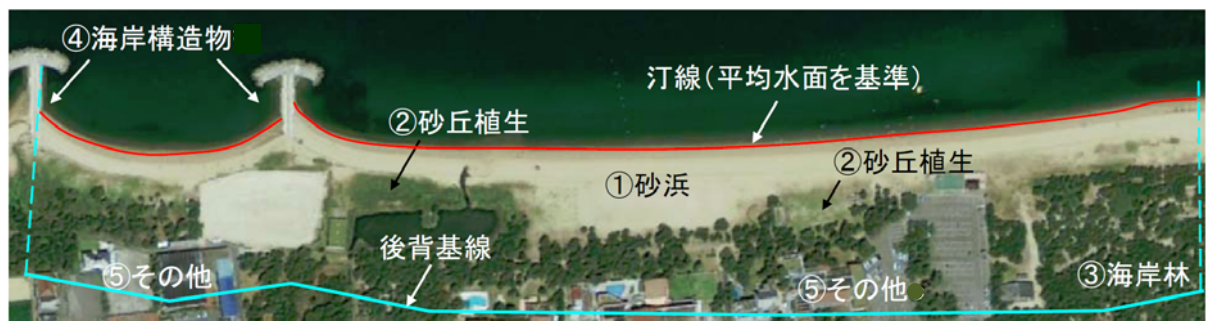 ④海岸構造物
汀線（平均水面を基準）
②砂丘植生
②砂丘植生
①砂浜
後背基線
⑤その他
③海岸林
⑤その他